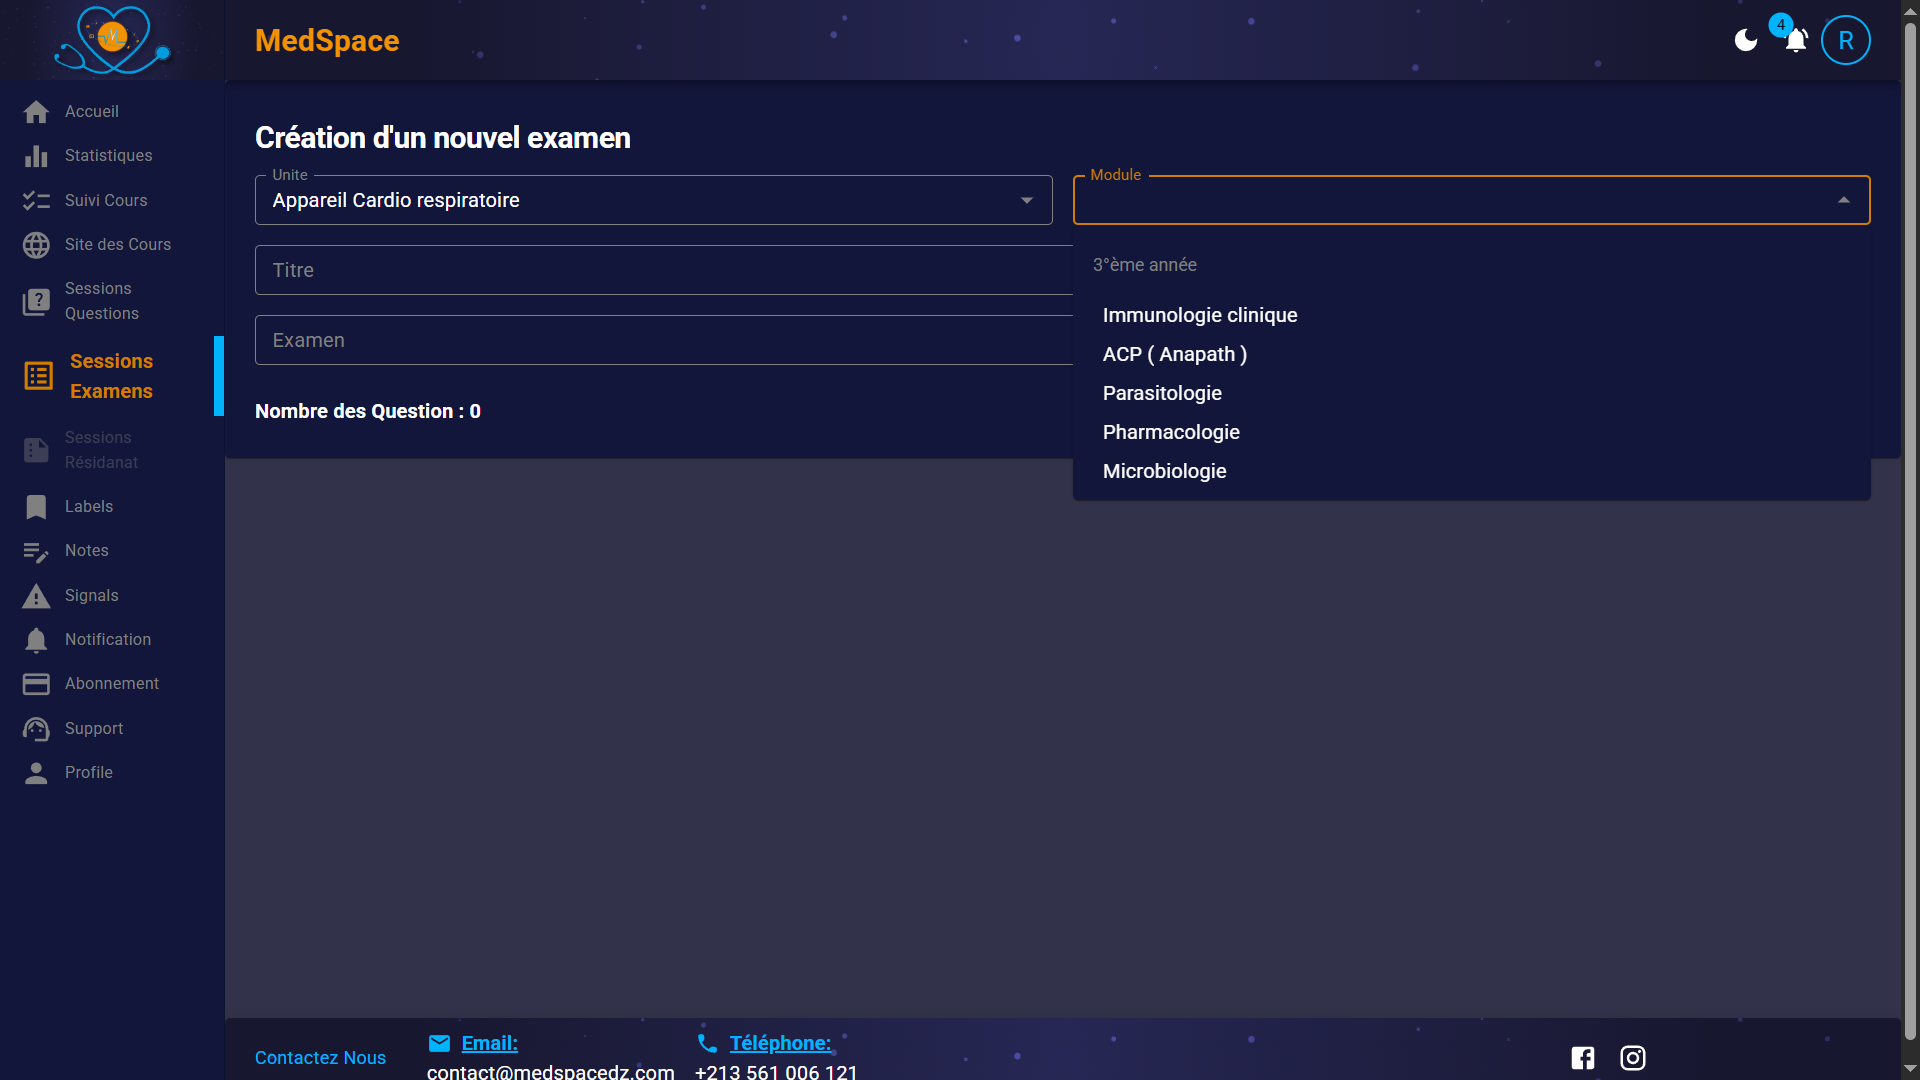 MedSpace
4
R
Accueil
Statistiques
Suivi Cours
Site des Cours
Sessions
Questions
Sessions
Examens
Sessions
Résidanat
Labels
Notes
Signals
Notification
Abonnement
Support
Profile
Création d'un nouvel examen
Unite
Appareil Cardio respiratoire
Module
Titre
Examen
Nombre des Question : 0
3°ème année
Immunologie clinique
ACP ( Anapath )
Parasitologie
Pharmacologie
Microbiologie
Contactez Nous
Email:
contact@medspacedz.com
Téléphone:
+213 561 006 121